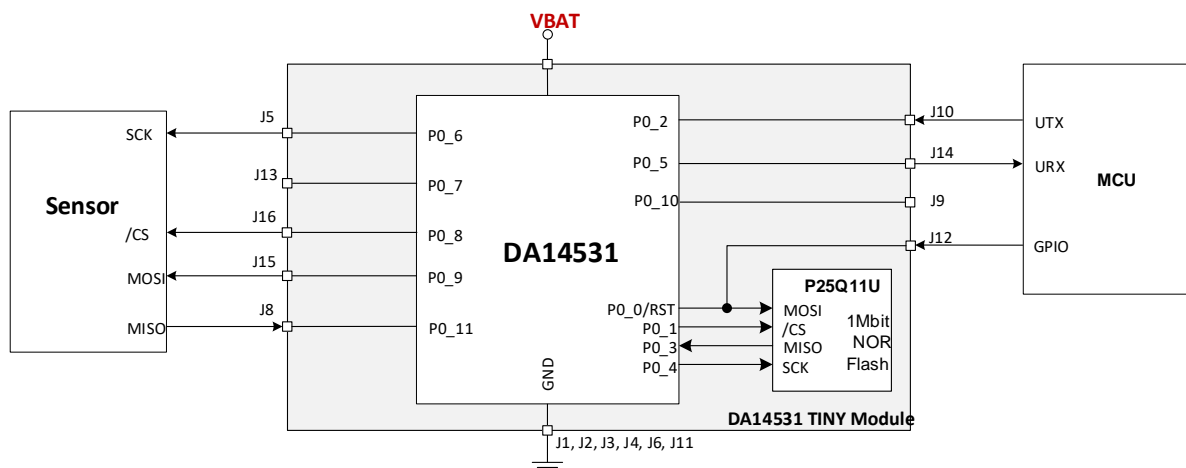 VBAT
Sensor
SCK
/CS
MOSI
MISO
J5
J13
J16
J15
J8
P0_6
P0_7
P0_8
P0_9
P0_11
DA14531
GND
P0_2
P0_5
P0_10
P0_0/RST
P0_1
P0_3
P0_4
P25Q11U
MOSI
/CS
MISO
SCK
1Mbit
NOR
Flash
DA14531 TINY Module
J1, J2, J3, J4, J6, J11
J10
J14
J9
J12
UTX
URX
GPIO
MCU